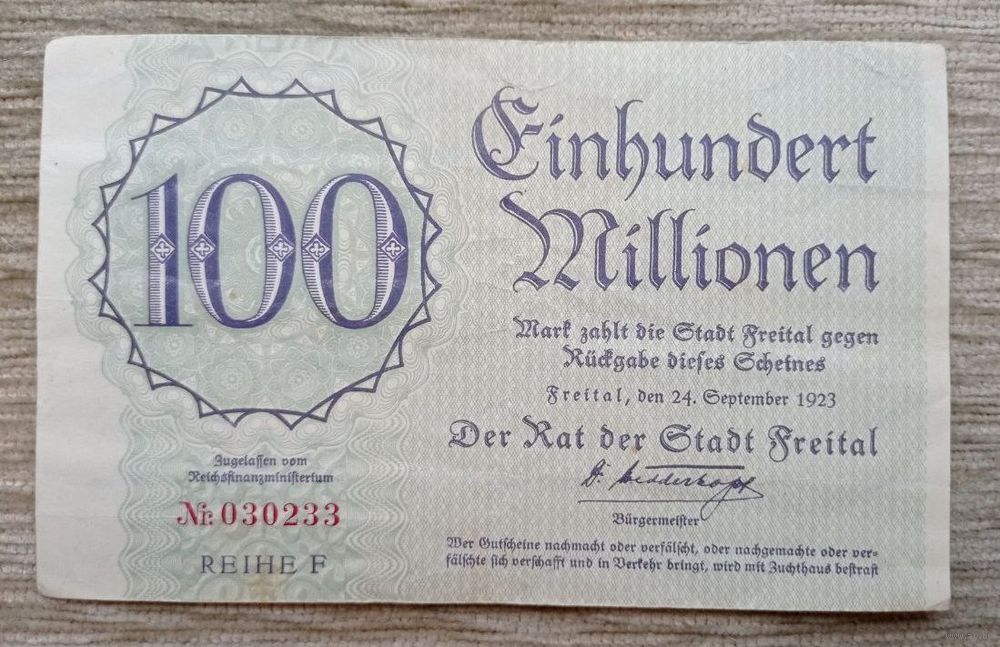 100
Einhundert
Millionen
Mark zahlt die Stadt Freital gegen
Rückgabe dieses Scheines
Freital, den 24. September 1923
Der Rat der Stadt Freital
Bürgermeister
Zugelassen vom
Reichsfinanzministerium
Nr. 030233
REIHE F
Wer Gutscheine nachmacht oder verfälscht, oder nachgemachte oder ver-
fälschte sich verschafft und in Verkehr bringt, wird mit Zuchthaus bestraft